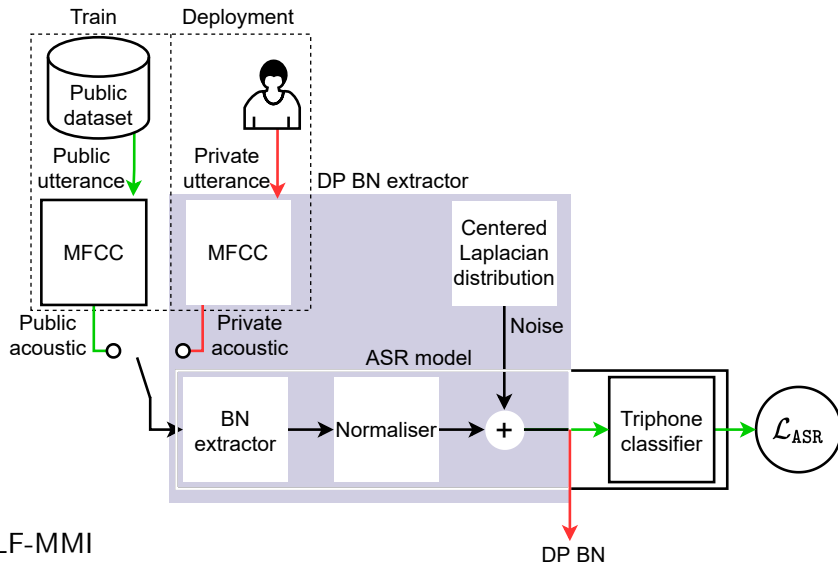 Train
Deployment
Public
dataset
Public
utterance
Private
utterance
DP BN extractor
MFCC
MFCC
Centered
Laplacian
distribution
Public
acoustic
Private
acoustic
Noise
ASR model
BN
extractor
Normaliser
+
Triphone
classifier
ℒ_ASR
LF-MMI
DP BN